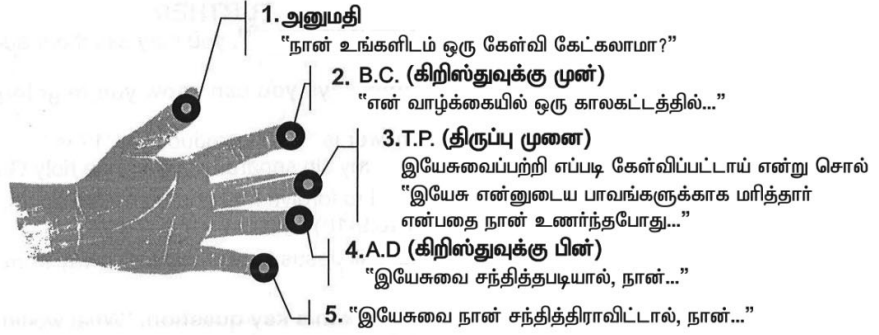 1. அனுமதி
"நான் உங்களிடம் ஒரு கேள்வி கேட்கலாமா?"
2. B.C. (கிறிஸ்துவுக்கு முன்)
"என் வாழ்க்கையில் ஒரு காலகட்டத்தில்..."
3.T.P. (திருப்பு முனை)
இயேசுவைப்பற்றி எப்படி கேள்விப்பட்டாய் என்று சொல்
"இயேசு என்னுடைய பாவங்களுக்காக மரித்தார்
என்பதை நான் உணர்ந்தபோது..."
4.A.D (கிறிஸ்துவுக்கு பின்)
"இயேசுவை சந்தித்தபடியால், நான்..."
5. "இயேசுவை நான் சந்தித்திராவிட்டால், நான்..."